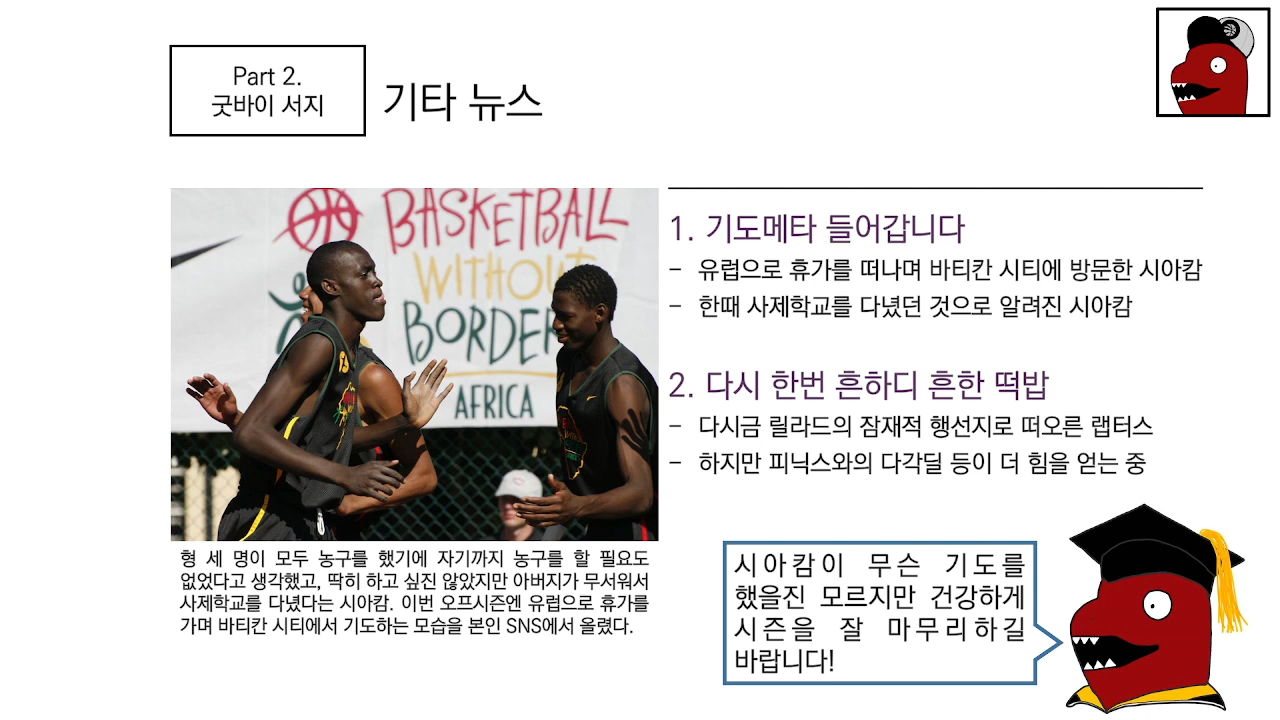 Part 2.
굿바이 서지
기타 뉴스
BASKETBALL
WITHOUT
BORDER
AFRICA
형 세 명이 모두 농구를 했기에 자기까지 농구를 할 필요도
없었다고 생각했고, 딱히 하고 싶진 않았지만 아버지가 무서워서
사제학교를 다녔다는 시아캄. 이번 오프시즌엔 유럽으로 휴가를
가며 바티칸 시티에서 기도하는 모습을 본인 SNS에서 올렸다.
1. 기도메타 들어갑니다
- 유럽으로 휴가를 떠나며 바티칸 시티에 방문한 시아캄
- 한때 사제학교를 다녔던 것으로 알려진 시아캄
2. 다시 한번 흔하디 흔한 떡밥
- 다시금 릴라드의 잠재적 행선지로 떠오른 랩터스
- 하지만 피닉스와의 다각딜 등이 더 힘을 얻는 중
시아캄이 무슨 기도를
했을진 모르지만 건강하게
시즌을 잘 마무리하길
바랍니다!